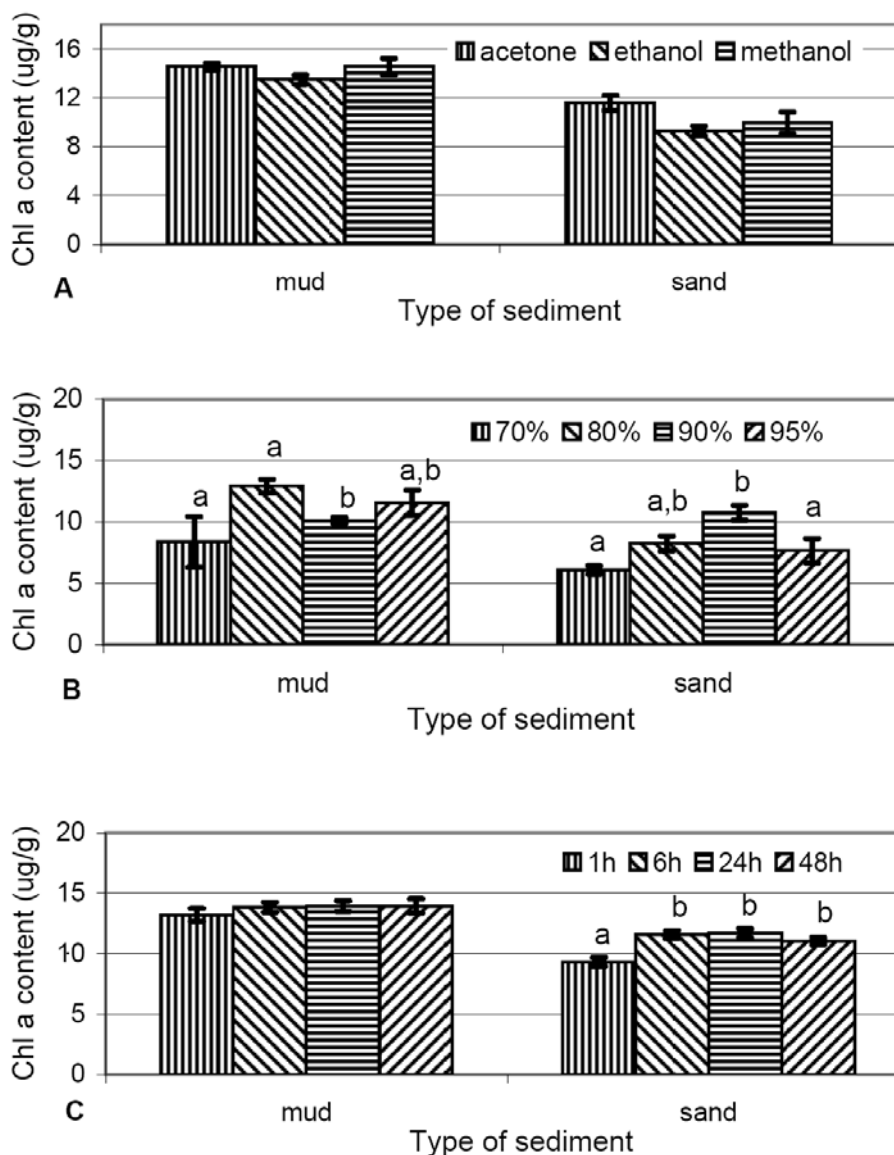 16
12
8
4
0
Chl a content (ug/g)
acetone ethanol methanol
mud sand
A
Type of sediment
20
15
10
5
0
Chl a content (ug/g)
70% 80% 90% 95%
a a b a,b a a,b b a
mud sand
B
Type of sediment
20
15
10
5
0
Chl a content (ug/g)
1h 6h 24h 48h
a b b b
mud sand
C
Type of sediment